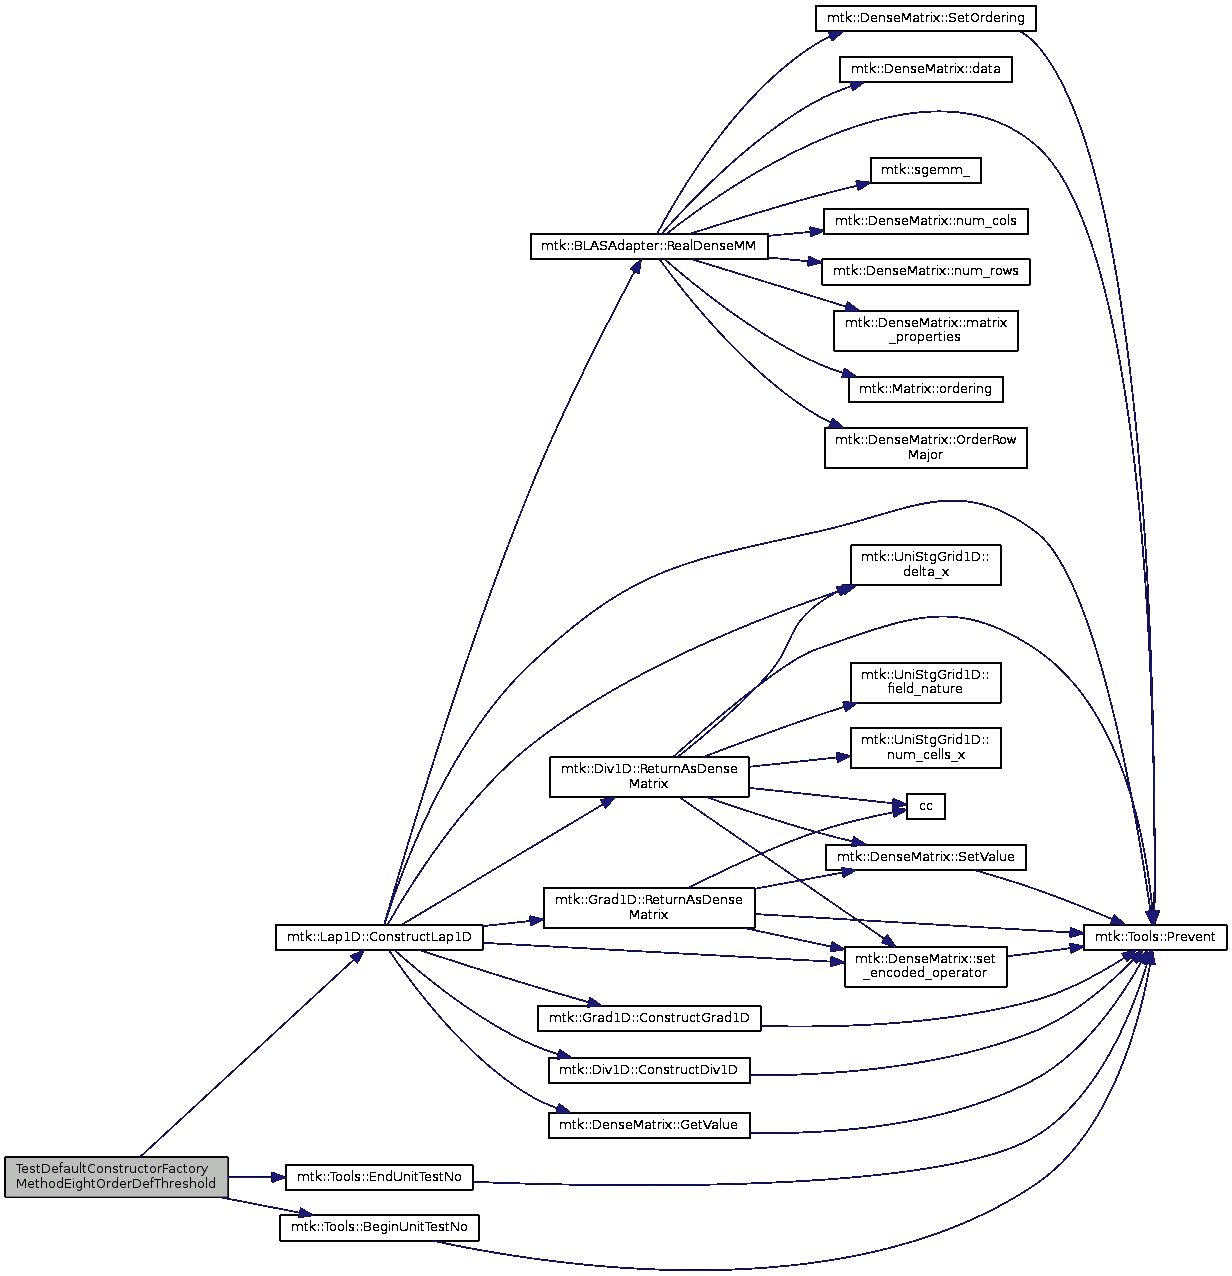 mtk::DenseMatrix::SetOrdering
mtk::DenseMatrix::data
mtk::sgemm_
mtk::DenseMatrix::num_cols
mtk::BLASAdapter::RealDenseMM
mtk::DenseMatrix::num_rows
mtk::DenseMatrix::matrix
_properties
mtk::Matrix::ordering
mtk::DenseMatrix::OrderRow
Major
mtk::UniStgGrid1D::
delta_x
mtk::UniStgGrid1D::
field_nature
mtk::UniStgGrid1D::
num_cells_x
mtk::Div1D::ReturnAsDense
Matrix
cc
mtk::DenseMatrix::SetValue
mtk::Grad1D::ReturnAsDense
Matrix
mtk::Lap1D::ConstructLap1D
mtk::Tools::Prevent
mtk::DenseMatrix::set
_encoded_operator
mtk::Grad1D::ConstructGrad1D
mtk::Div1D::ConstructDiv1D
mtk::DenseMatrix::GetValue
TestDefaultConstructorFactory
MethodEightOrderDefThreshold
mtk::Tools::EndUnitTestNo
mtk::Tools::BeginUnitTestNo